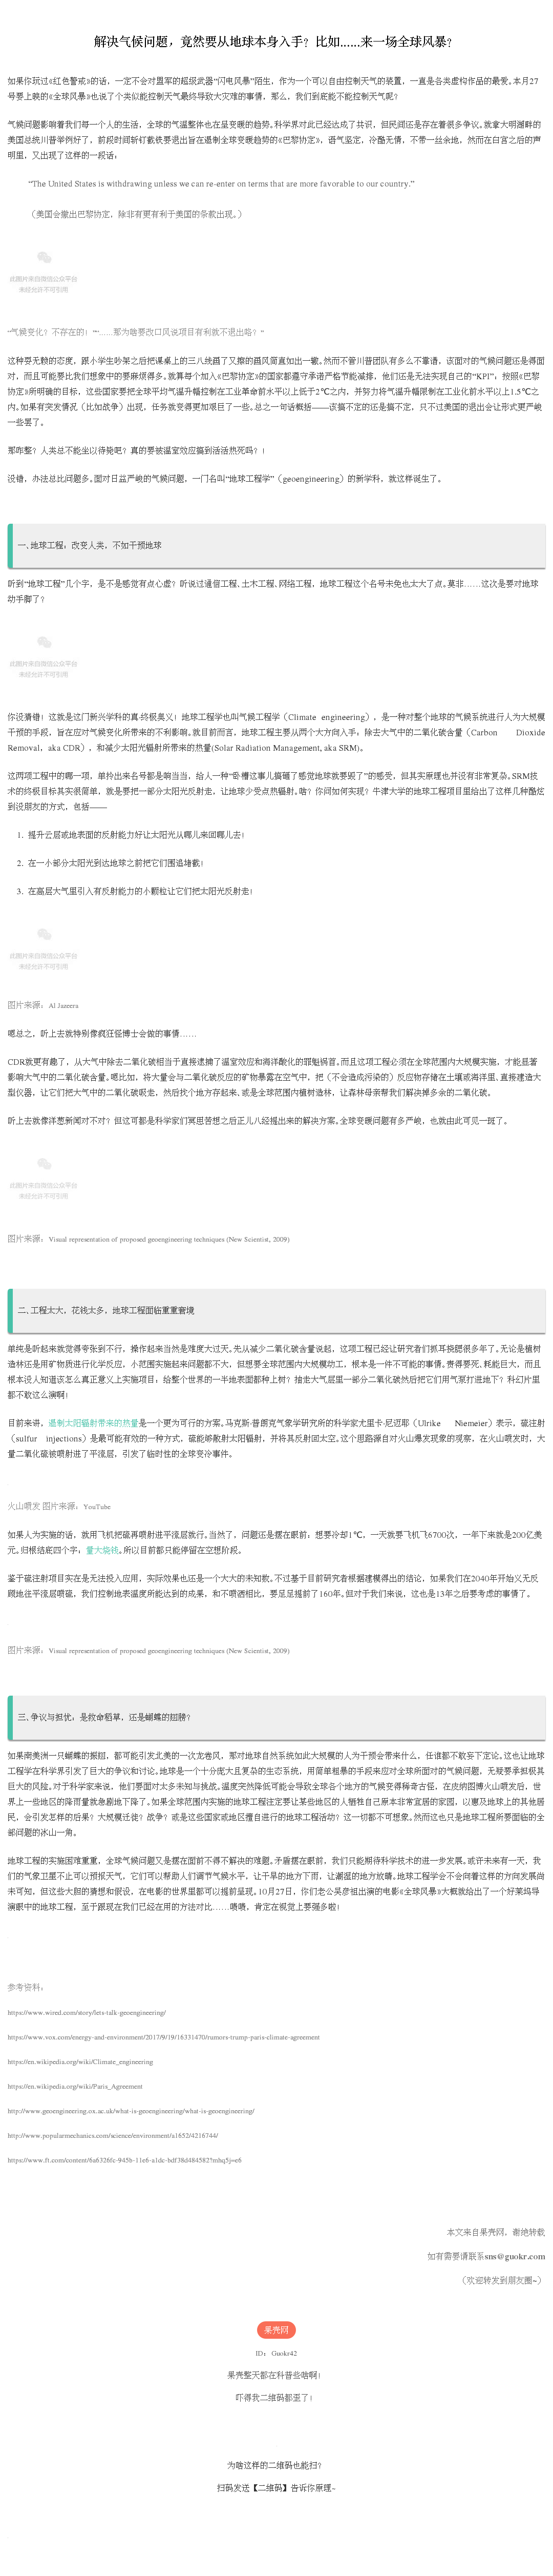 解决气候问题，竟然要从地球本身入手？比如……来一场全球风暴？
如果你玩过《红色警戒》的话，一定不会对盟军的超级武器“闪电风暴”陌生，作为一个可以自由控制天气的装置，一直是各类虚构作品的最爱。本月27
号要上映的《全球风暴》也说了个类似能控制天气最终导致大灾难的事情，那么，我们到底能不能控制天气呢？
气候问题影响着我们每一个人的生活，全球的气温整体也在呈变暖的趋势。科学界对此已经达成了共识，但民间还是存在着很多争议。就拿大明湖畔的
美国总统川普举例好了，前段时间斩钉截铁要退出旨在遏制全球变暖趋势的《巴黎协定》，语气坚定，冷酷无情，不带一丝余地，然而在白宫之后的声
明里，又出现了这样的一段话：
“The United States is withdrawing unless we can re-enter on terms that are more favorable to our country.”
（美国会撤出巴黎协定，除非有更有利于美国的条款出现。）
此图片来自微信公众平台
未经允许不可引用
“气候变化？不存在的！”“……那为啥要改口风说项目有利就不退出咯？”
这种耍无赖的态度，跟小学生吵架之后把课桌上的三八线画了又擦的画风简直如出一辙。然而不管川普团队有多么不靠谱，该面对的气候问题还是得面
对，而且可能要比我们想象中的要麻烦得多。就算每个加入《巴黎协定》的国家都遵守承诺严格节能减排，他们还是无法实现自己的“KPI”：按照《巴黎
协定》所明确的目标，这些国家要把全球平均气温升幅控制在工业革命前水平以上低于2℃之内，并努力将气温升幅限制在工业化前水平以上1.5℃之
内。如果有突发情况（比如战争）出现，任务就变得更加艰巨了一些。总之一句话概括——该搞不定的还是搞不定，只不过美国的退出会让形式更严峻
一些罢了。
那咋整？人类总不能坐以待毙吧？真的要被温室效应搞到活活热死吗？！
没错，办法总比问题多。面对日益严峻的气候问题，一门名叫“地球工程学”（geoengineering）的新学科，就这样诞生了。
一、地球工程：改变人类，不如干预地球
听到“地球工程”几个字，是不是感觉有点心虚？听说过通信工程、土木工程、网络工程，地球工程这个名号未免也太大了点。莫非……这次是要对地球
动手脚了？
此图片来自微信公众平台
未经允许不可引用
你没猜错！这就是这门新兴学科的真·终极奥义！地球工程学也叫气候工程学（Climate engineering），是一种对整个地球的气候系统进行人为大规模
干预的手段，旨在应对气候变化所带来的不利影响。就目前而言，地球工程主要从两个大方向入手：除去大气中的二氧化碳含量（Carbon Dioxide
Removal，aka CDR），和减少太阳光辐射所带来的热量(Solar Radiation Management, aka SRM)。
这两项工程中的哪一项，单拎出来名号都是响当当，给人一种”卧槽这事儿搞砸了感觉地球就要毁了”的感受，但其实原理也并没有非常复杂。SRM技
术的终极目标其实很简单，就是要把一部分太阳光反射走，让地球少受点热辐射。啥？你问如何实现？牛津大学的地球工程项目里给出了这样几种酷炫
到没朋友的方式，包括——
1. 提升云层或地表面的反射能力好让太阳光从哪儿来回哪儿去！
2. 在一小部分太阳光到达地球之前把它们围追堵截！
3. 在高层大气里引入有反射能力的小颗粒让它们把太阳光反射走！
此图片来自微信公众平台
未经允许不可引用
图片来源：Al Jazeera
嗯总之，听上去就特别像疯狂怪博士会做的事情……
CDR就更有趣了，从大气中除去二氧化碳相当于直接逮捕了温室效应和海洋酸化的罪魁祸首。而且这项工程必须在全球范围内大规模实施，才能显著
影响大气中的二氧化碳含量。嗯比如，将大量会与二氧化碳反应的矿物暴露在空气中，把（不会造成污染的）反应物存储在土壤或海洋里、直接建造大
型仪器，让它们把大气中的二氧化碳吸走，然后找个地方存起来、或是全球范围内植树造林，让森林母亲帮我们解决掉多余的二氧化碳。
听上去就像洋葱新闻对不对？但这可都是科学家们冥思苦想之后正儿八经提出来的解决方案。全球变暖问题有多严峻，也就由此可见一斑了。
此图片来自微信公众平台
未经允许不可引用
图片来源：Visual representation of proposed geoengineering techniques (New Scientist, 2009)
二、工程太大，花钱太多，地球工程面临重重窘境
单纯是听起来就觉得夸张到不行，操作起来当然是难度大过天。先从减少二氧化碳含量说起，这项工程已经让研究者们抓耳挠腮很多年了。无论是植树
造林还是用矿物质进行化学反应，小范围实施起来问题都不大，但想要全球范围内大规模动工，根本是一件不可能的事情。贵得要死、耗能巨大，而且
根本没人知道该怎么真正意义上实施项目：给整个世界的一半地表面都种上树？抽走大气层里一部分二氧化碳然后把它们用气泵打进地下？科幻片里
都不敢这么演啊！
目前来讲，遏制太阳辐射带来的热量是一个更为可行的方案。马克斯·普朗克气象学研究所的科学家尤里卡·尼迈耶（Ulrike Niemeier）表示，硫注射
（sulfur injections）是最可能有效的一种方式，硫能够散射太阳辐射，并将其反射回太空。这个思路源自对火山爆发现象的观察，在火山喷发时，大
量二氧化硫被喷射进了平流层，引发了临时性的全球变冷事件。
火山喷发 图片来源：YouTube
如果人为实施的话，就用飞机把硫再喷射进平流层就行。当然了，问题还是摆在眼前：想要冷却1℃，一天就要飞机飞6700次，一年下来就是200亿美
元。归根结底四个字：量大烧钱。所以目前都只能停留在空想阶段。
鉴于硫注射项目实在是无法投入应用，实际效果也还是一个大大的未知数。不过基于目前研究者根据建模得出的结论，如果我们在2040年开始义无反
顾地往平流层喷硫，我们控制地表温度所能达到的成果，和不喷洒相比，要足足提前了160年。但对于我们来说，这也是13年之后要考虑的事情了。
图片来源：Visual representation of proposed geoengineering techniques (New Scientist, 2009)
三、争议与担忧：是救命稻草，还是蝴蝶的翅膀？
如果南美洲一只蝴蝶的振翅，都可能引发北美的一次龙卷风，那对地球自然系统如此大规模的人为干预会带来什么，任谁都不敢妄下定论。这也让地球
工程学在科学界引发了巨大的争议和讨论。地球是一个十分庞大且复杂的生态系统，用简单粗暴的手段来应对全球所面对的气候问题，无疑要承担极其
巨大的风险。对于科学家来说，他们要面对太多未知与挑战。温度突然降低可能会导致全球各个地方的气候变得稀奇古怪，在皮纳图博火山喷发后，世
界上一些地区的降雨量就急剧地下降了。如果全球范围内实施的地球工程注定要让某些地区的人牺牲自己原本非常宜居的家园，以惠及地球上的其他居
民，会引发怎样的后果？大规模迁徙？战争？或是这些国家或地区擅自进行的地球工程活动？这一切都不可想象。然而这也只是地球工程所要面临的全
部问题的冰山一角。
地球工程的实施困难重重，全球气候问题又是摆在面前不得不解决的难题。矛盾摆在眼前，我们只能期待科学技术的进一步发展。或许未来有一天，我
们的气象卫星不止可以预报天气，它们可以帮助人们调节气候水平，让干旱的地方下雨，让潮湿的地方放晴。地球工程学会不会向着这样的方向发展尚
未可知，但这些大胆的猜想和假设，在电影的世界里都可以提前呈现。10月27日，你们老公吴彦祖出演的电影《全球风暴》大概就给出了一个好莱坞导
演眼中的地球工程，至于跟现在我们已经在用的方法对比……啧啧，肯定在视觉上要强多啦！
参考资料：
https://www.wired.com/story/lets-talk-geoengineering/
https://www.vox.com/energy-and-environment/2017/9/19/16331470/rumors-trump-paris-climate-agreement
https://en.wikipedia.org/wiki/Climate_engineering
https://en.wikipedia.org/wiki/Paris_Agreement
http://www.geoengineering.ox.ac.uk/what-is-geoengineering/what-is-geoengineering/
http://www.popularmechanics.com/science/environment/a1652/4216744/
https://www.ft.com/content/6a6326fc-945b-11e6-a1dc-bdf38d484582?mhq5j=e6
本文来自果壳网，谢绝转载
如有需要请联系sns@guokr.com
（欢迎转发到朋友圈~）
果壳网
ID：Guokr42
果壳整天都在科普些啥啊！
吓得我二维码都歪了！
为啥这样的二维码也能扫？
扫码发送【二维码】告诉你原理~